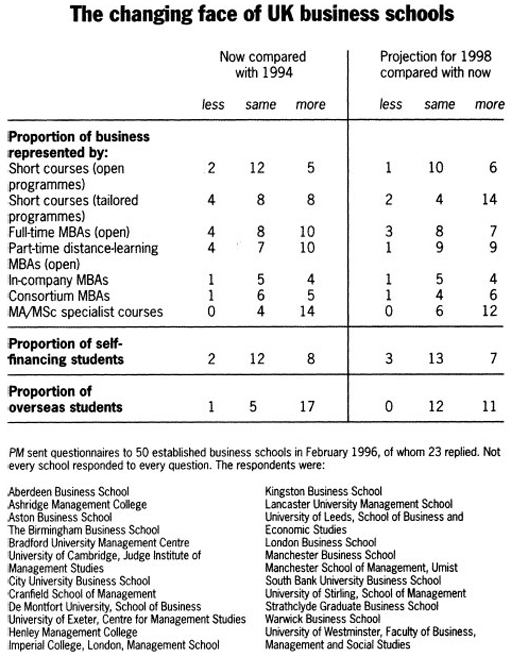 The changing face of UK business schools
Now compared with 1994
Projection for 1998 compared with now
less same more less same more
Proportion of business
represented by:
Short courses (open 2 12 5 1 10 6
programmes)
Short courses (tailored 4 8 8 2 4 14
programmes)
Full-time MBAs (open) 4 8 10 3 8 7
Part-time distance-learning 4 7 10 1 9 9
MBAs (open)
In-company MBAs 1 5 4 1 5 4
Consortium MBAs 1 6 5 1 4 6
MA/MSc specialist courses 0 4 14 0 6 12
Proportion of self-
financing students 2 12 8 3 13 7
Proportion of
overseas students 1 5 17 0 12 11
PM sent questionnaires to 50 established business schools in February 1996, of whom 23 replied. Not
every school responded to every question. The respondents were:
Aberdeen Business School
Ashridge Management College
Aston Business School
The Birmingham Business School
Bradford University Management Centre
University of Cambridge, Judge Institute of
Management Studies
City University Business School
Cranfield School of Management
De Montfort University, School of Business
University of Exeter, Centre for Management Studies
Henley Management College
Imperial College, London, Management School
Kingston Business School
Lancaster University Management School
University of Leeds, School of Business and
Economic Studies
London Business School
Manchester Business School
Manchester School of Management, Umist
South Bank University Business School
University of Stirling, School of Management
Strathclyde Graduate Business School
Warwick Business School
University of Westminster, Faculty of Business,
Management and Social Studies